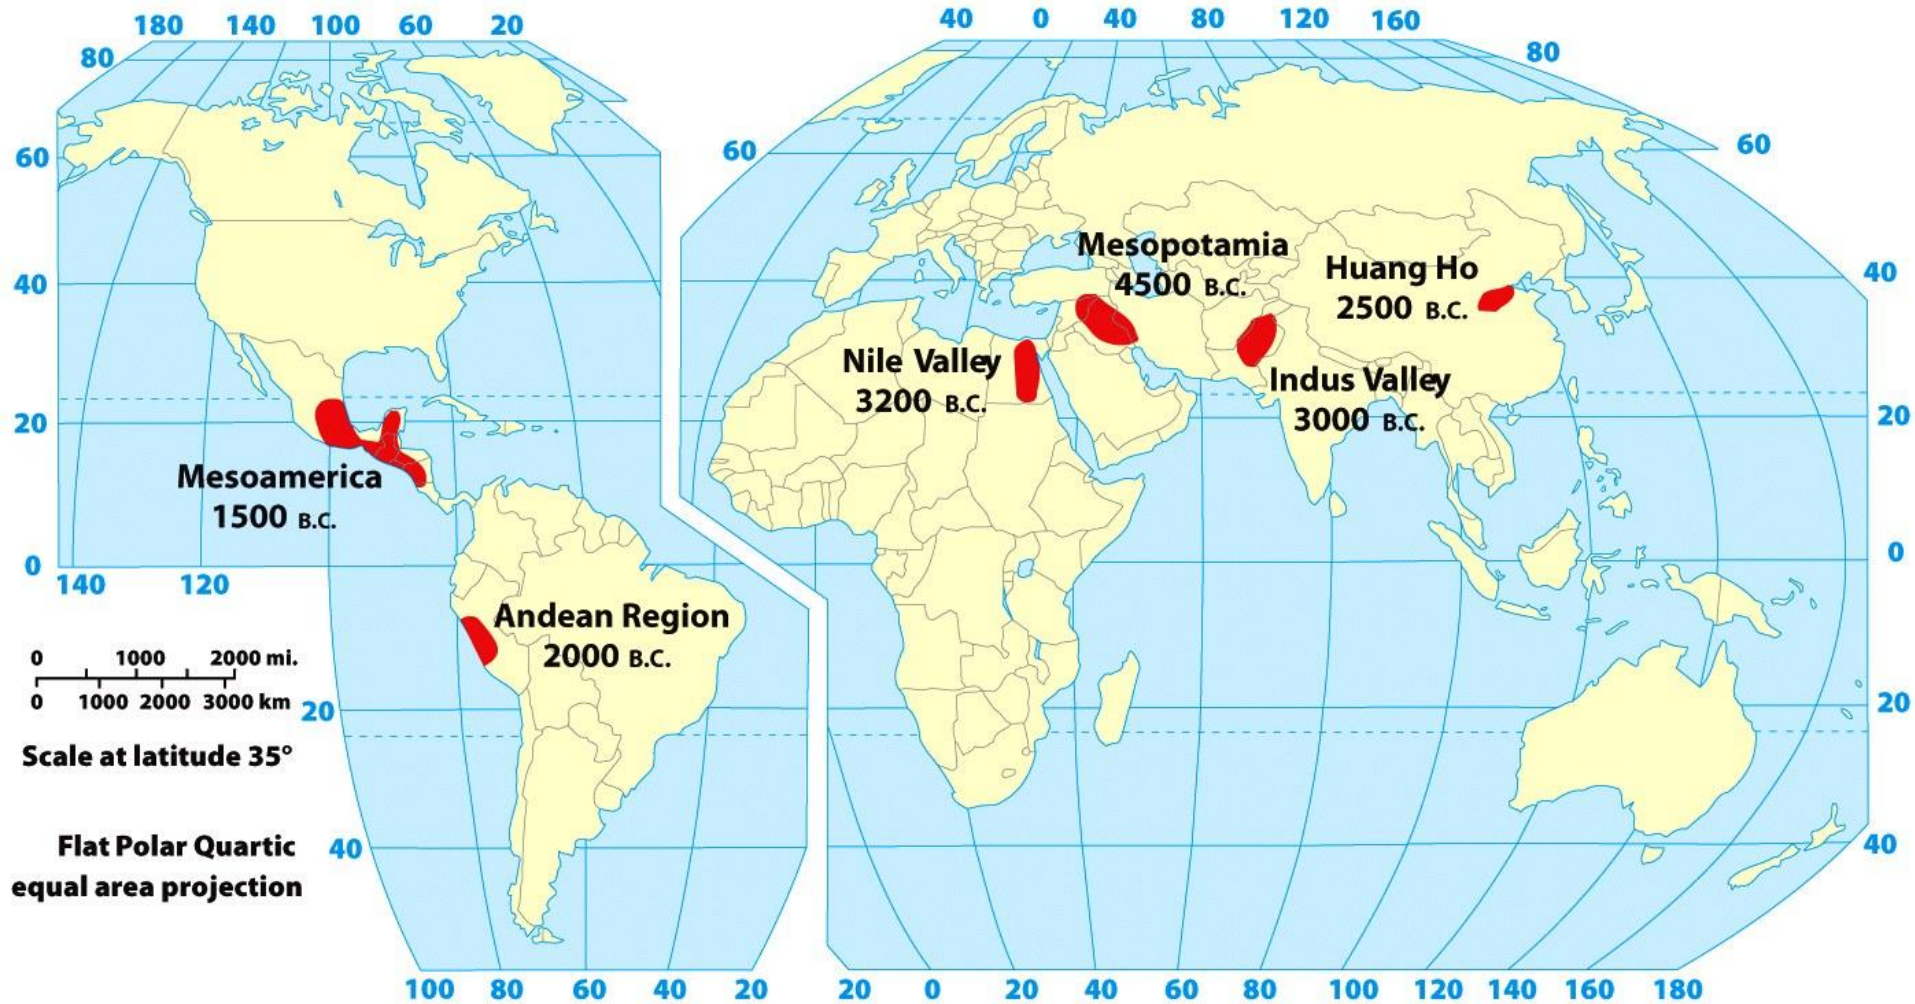 180 140 100 60 20
40 0 40 80 120 160
80
80
60
60
60
Mesopotamia
4500 B.C.
Huang Ho
2500 B.C.
40
40
Nile Valley
3200 B.C.
Indus Valley
3000 B.C.
20
20
Mesoamerica
1500 B.C.
0
0
140 120
Andean Region
2000 B.C.
0 1000 2000 mi.
0 1000 2000 3000 km
20
20
Scale at latitude 35°
Flat Polar Quartic
equal area projection
40
40
100 80 60 40 20
20 0 20 40 60 80 100 120 140 160 180